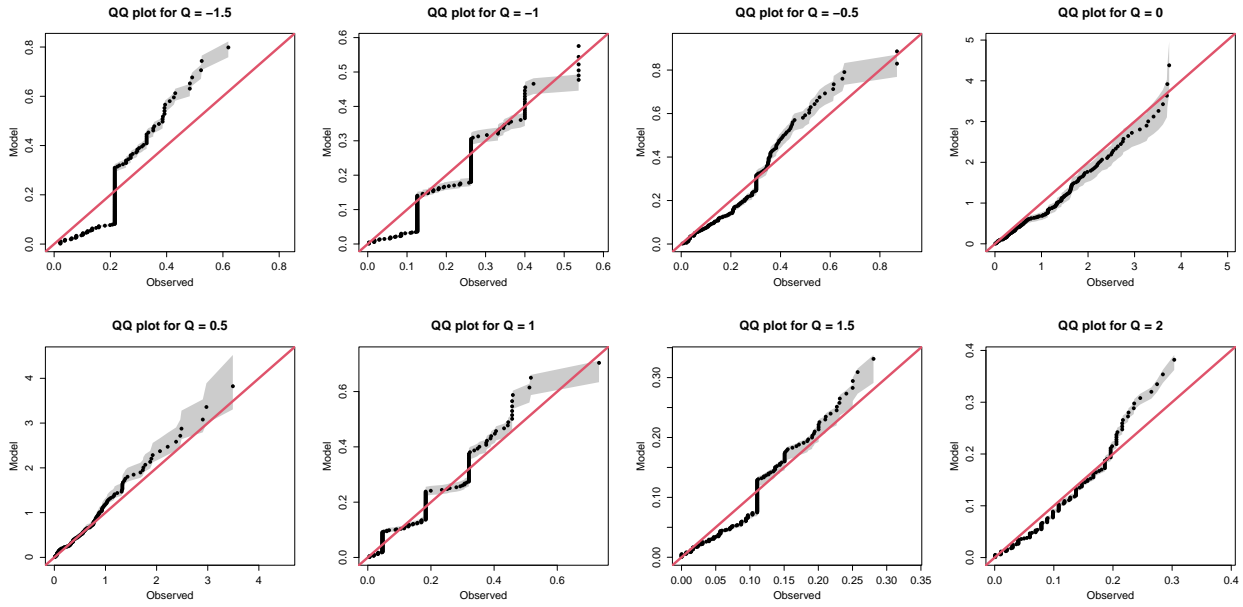 QQ plot for Q = −1.5
QQ plot for Q = −1
QQ plot for Q = −0.5
QQ plot for Q = 0
Model
0.0 0.2 0.4 0.6 0.8
0.0 0.2 0.4 0.6 0.8
Observed
Model
0.0 0.1 0.2 0.3 0.4 0.5 0.6
0.0 0.1 0.2 0.3 0.4 0.5 0.6
Observed
Model
0.0 0.2 0.4 0.6 0.8
0.0 0.2 0.4 0.6 0.8
Observed
Model
0 1 2 3 4 5
0 1 2 3 4 5
Observed
QQ plot for Q = 0.5
QQ plot for Q = 1
QQ plot for Q = 1.5
QQ plot for Q = 2
Model
0 1 2 3 4
0 1 2 3 4
Observed
Model
0.0 0.2 0.4 0.6
0.0 0.2 0.4 0.6
Observed
Model
0.00 0.10 0.20 0.30
0.00 0.05 0.10 0.15 0.20 0.25 0.30 0.35
Observed
Model
0.0 0.1 0.2 0.3 0.4
0.0 0.1 0.2 0.3 0.4
Observed